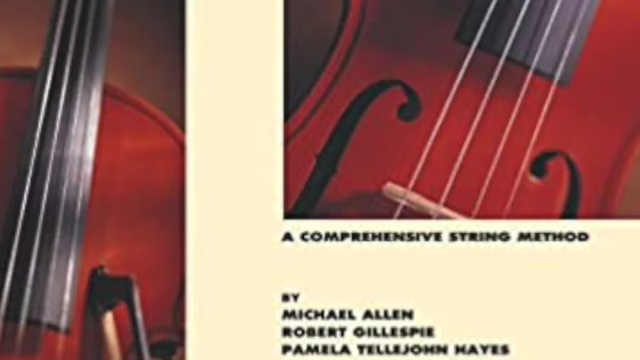 A COMPREHENSIVE STRING METHOD
BY
MICHAEL ALLEN
ROBERT GILLESPIE
PAMELA TELLEJOHN HAYES